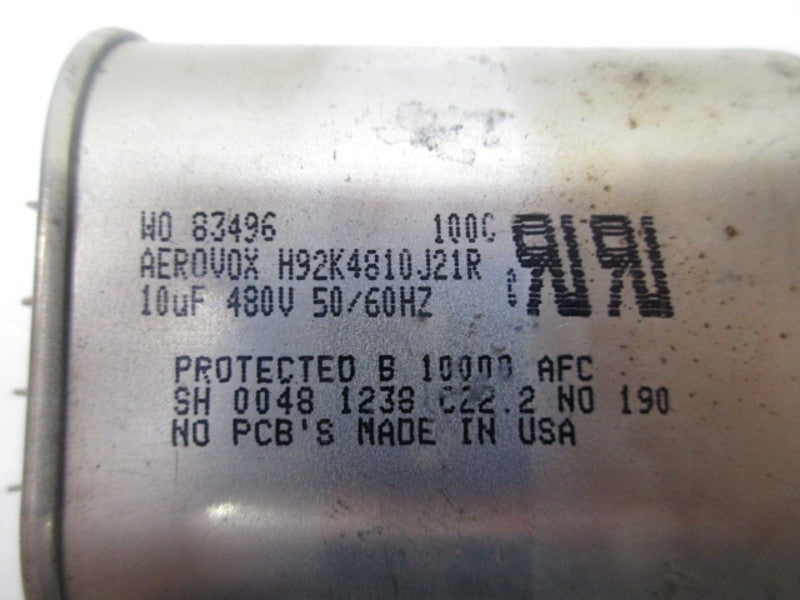 WO 83496 100C
AEROVOX H92K4810J21R
10uF 480V 50/60HZ
PROTECTED B 10000 AFC
SH 0048 1238 C22.2 NO 190
NO PCB'S MADE IN USA